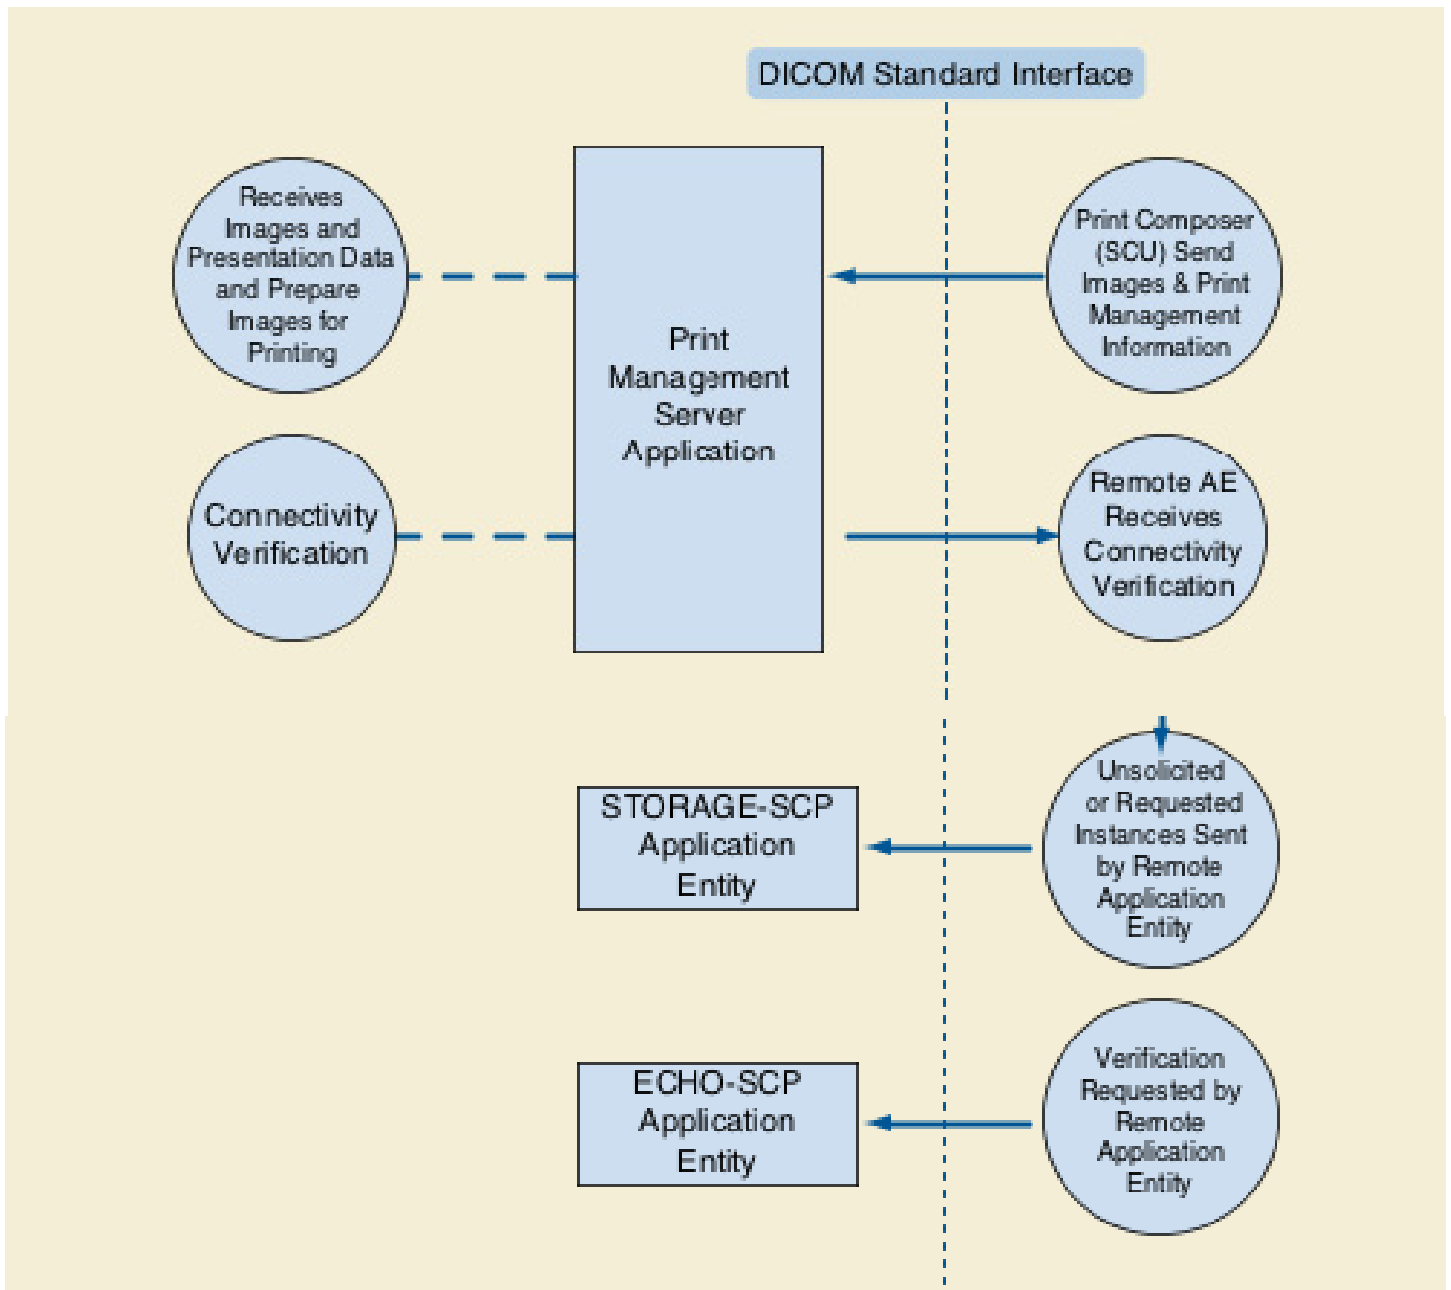 DICOM Standard Interface
Receives
Images and
Presentation Data
and Prepare
Images for
Printing
Print
Management
Server
Application
Print Composer
(SCU) Send
Images & Print
Management
Information
Connectivity
Verification
Remote AE
Receives
Connectivity
Verification
STORAGE-SCP
Application
Entity
Unsolicited
or Requested
Instances Sent
by Remote
Application
Entity
ECHO-SCP
Application
Entity
Verification
Requested by
Remote
Application
Entity